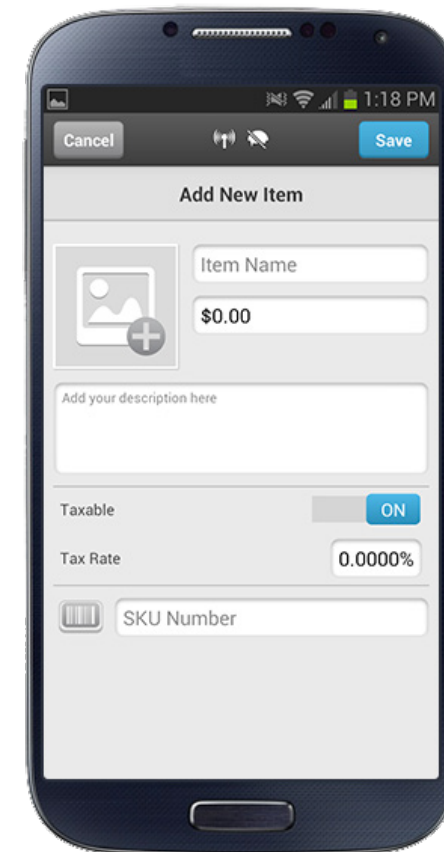 1:18 PM
Cancel
Save
Add New Item
Item Name
$0.00
Add your description here
Taxable ON
Tax Rate 0.0000%
SKU Number